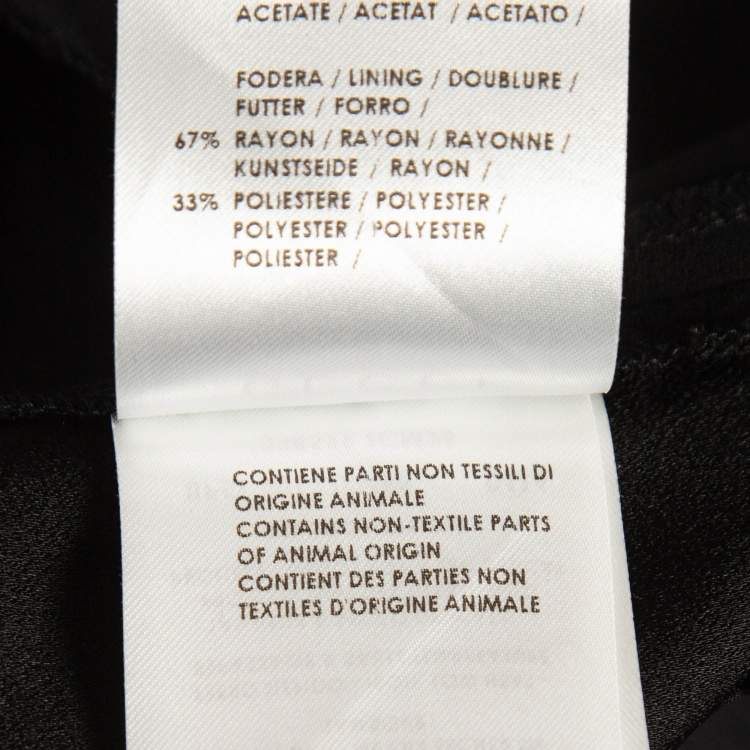 ACETATE / ACETAT / ACETATO /
FODERA / LINING / DOUBLURE /
FUTTER / FORRO /
67% RAYON / RAYON / RAYONNE /
KUNSTSEIDE / RAYON /
33% POLIESTERE / POLYESTER /
POLYESTER / POLYESTER /
POLIESTER /
CONTIENE PARTI NON TESSILI DI
ORIGINE ANIMALE
CONTAINS NON-TEXTILE PARTS
OF ANIMAL ORIGIN
CONTIENT DES PARTIES NON
TEXTILES D'ORIGINE ANIMALE